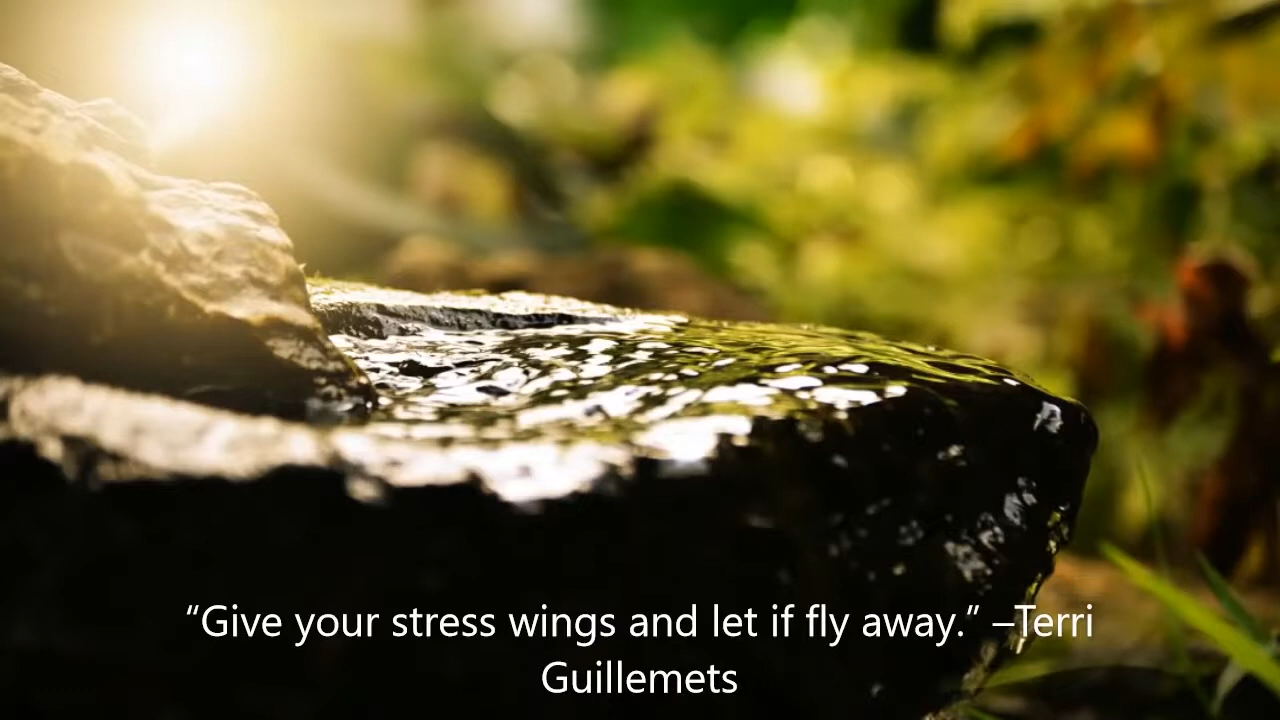 “Give your stress wings and let if fly away.” –Terri
Guillemets